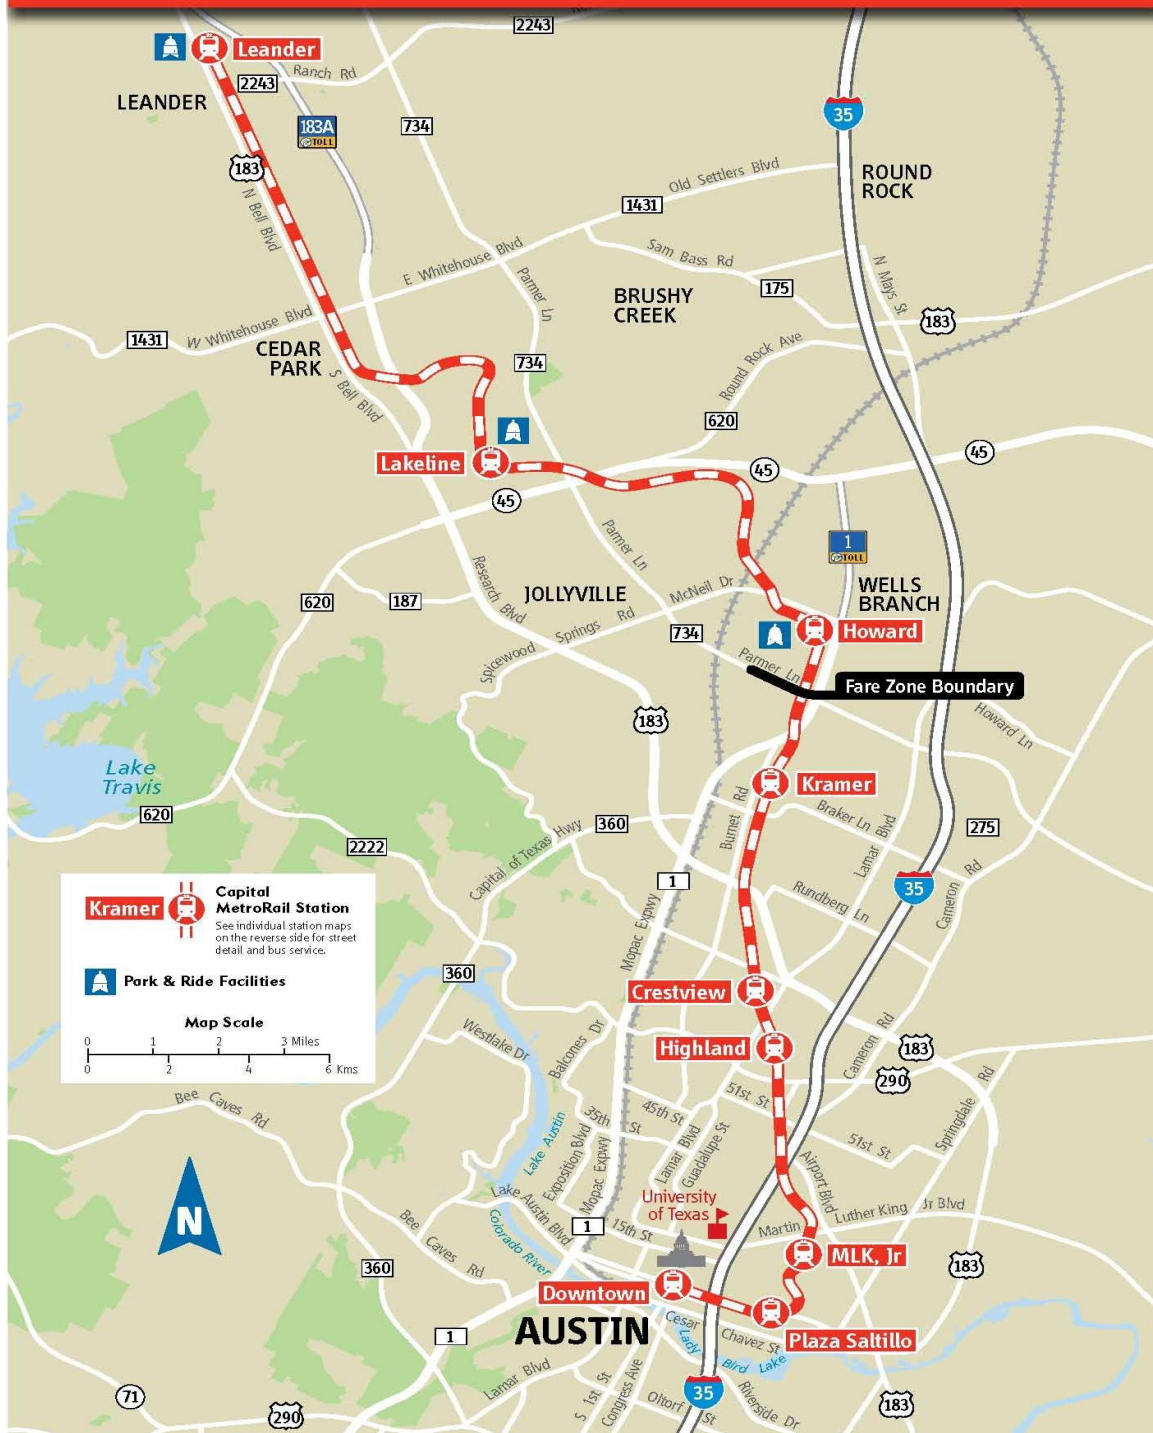 2243
Leander
Ranch Rd
2243
LEANDER
183A
TOLL
734
35
183
ROUND
ROCK
Old Settlers Blvd
1431
N Bell Blvd
E Whitehouse Blvd
Sam Bass Rd
N Mays St
Parmer Ln
BRUSHY
CREEK
175
183
W Whitehouse Blvd
1431
CEDAR
PARK
734
Round Rock Ave
S Bell Blvd
620
Lakeline
45
45
45
Parmer Ln
1
TOLL
Research Blvd
JOLLYVILLE
McNeil Dr
WELLS
BRANCH
620
187
Spicewood Springs Rd
734
Howard
Parmer Ln
Fare Zone Boundary
Howard Ln
183
Lake
Travis
Kramer
Burnet Rd
Braker Ln
Lamar Blvd
620
360
275
2222
Capital of Texas Hwy
1
35
Rundberg Ln
Cameron Rd
Mopac Expwy
Kramer
Capital
MetroRail Station
See individual station maps
on the reverse side for street
detail and bus service.
Park & Ride Facilities
Map Scale
0 1 2 3 Miles
0 2 4 6 Kms
360
Crestview
Highland
Westlake Dr
Balcones Dr
Cameron Rd
183
290
Bee Caves Rd
51st St
45th St
35th St
Springdale Rd
51st St
Lake Austin
Exposition Blvd
Mopac Expwy
Lamar Blvd
Guadalupe St
Airport Blvd
N
University
of Texas
Lake Austin Blvd
Colorado River
1
15th St
Martin Luther King Jr Blvd
Bee Caves Rd
360
MLK, Jr
183
Downtown
Plaza Saltillo
AUSTIN
Cesar Chavez St
Lady Bird Lake
1
Lamar Blvd
S 1st St
Congress Ave
Oltorf St
35
Riverside Dr
71
290
183